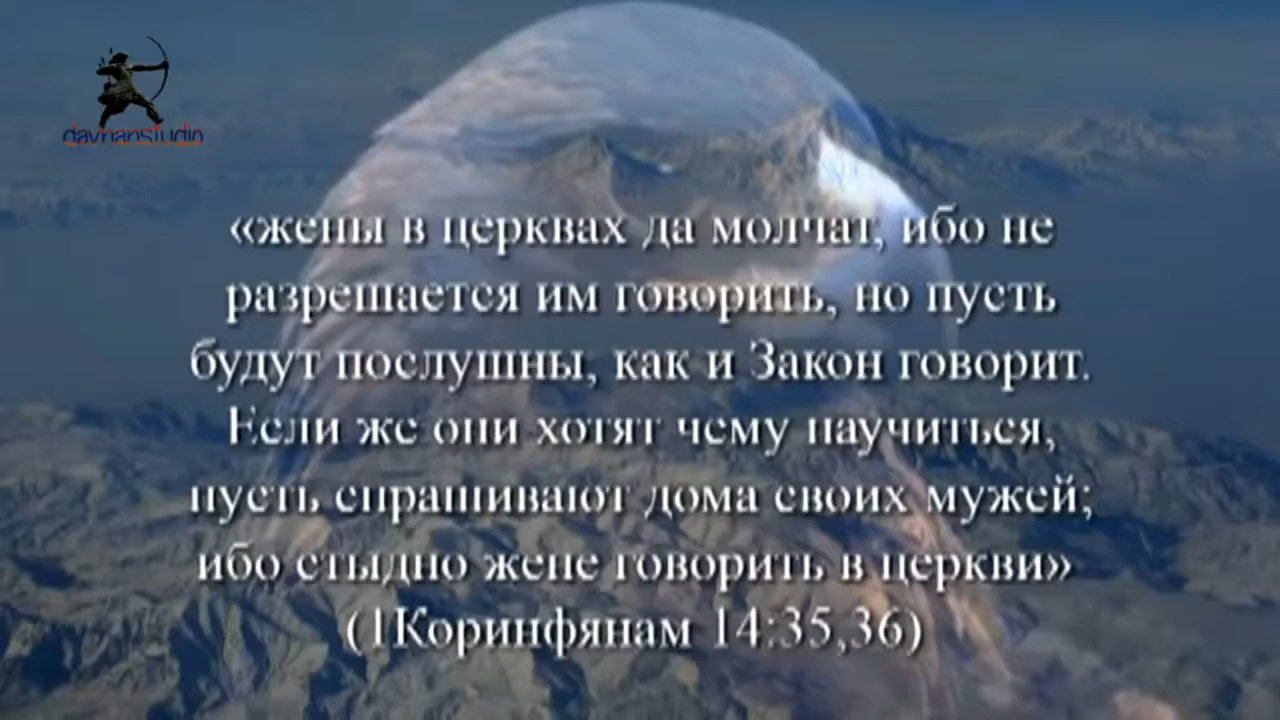 davnanstudio
«жены в церквах да молчат, ибо не
разрешается им говорить, но пусть
будут послушны, как и Закон говорит.
Если же они хотят чему научиться,
пусть спрашивают дома своих мужей;
ибо стыдно жене говорить в церкви»
(1Коринфянам 14:35,36)